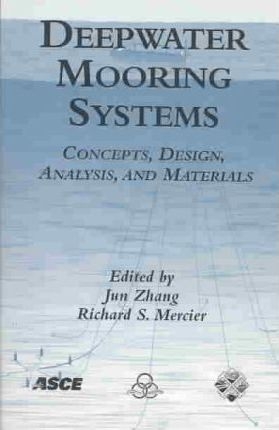 DEEPWATER
MOORING
SYSTEMS
CONCEPTS, DESIGN,
ANALYSIS, AND MATERIALS
Edited by
Jun Zhang
Richard S. Mercier
ASCE